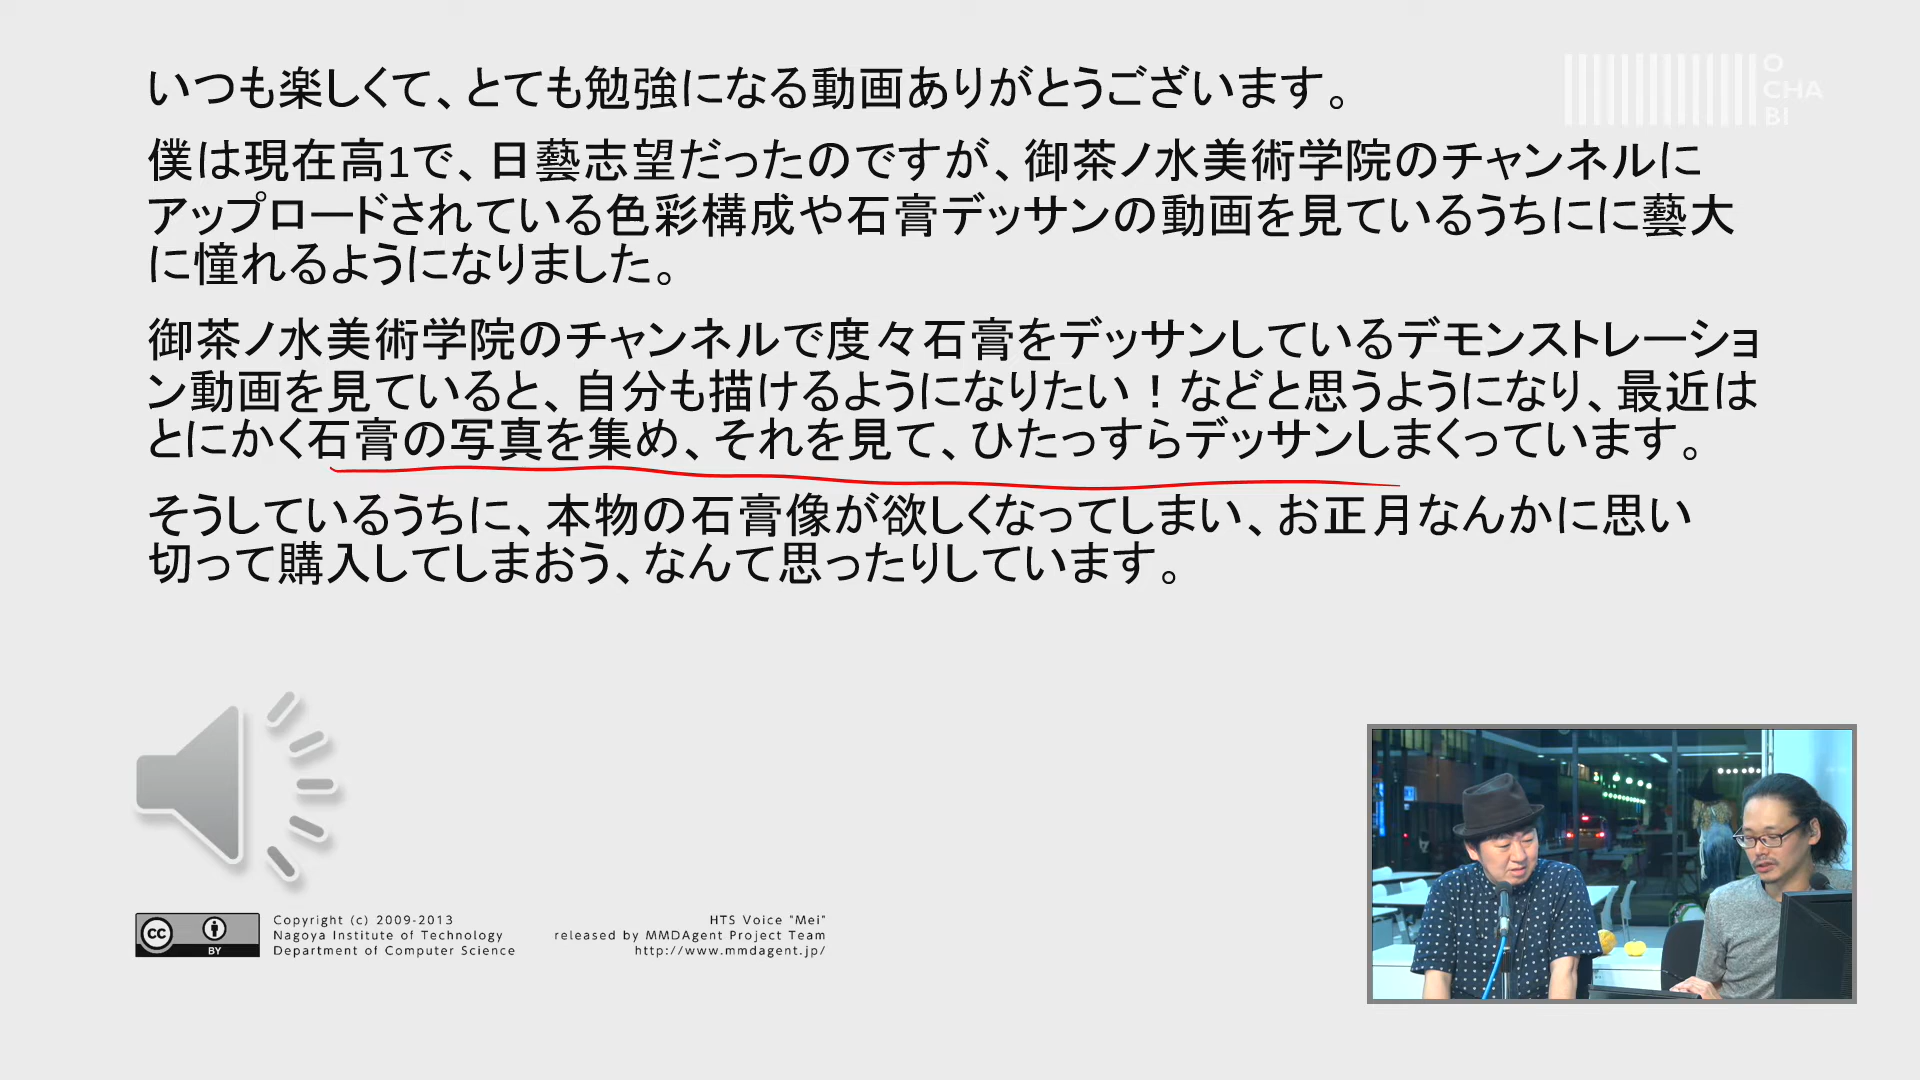 いつも楽しくて、とても勉強になる動画ありがとうございます。
僕は現在高1で、日藝志望だったのですが、御茶ノ水美術学院のチャンネルに
アップロードされている色彩構成や石膏デッサンの動画を見ているうちにに藝大
に憧れるようになりました。
御茶ノ水美術学院のチャンネルで度々石膏をデッサンしているデモンストレーショ
ン動画を見ていると、自分も描けるようになりたい！などと思うようになり、最近は
とにかく石膏の写真を集め、それを見て、ひたっすらデッサンしまくっています。
そうしているうちに、本物の石膏像が欲しくなってしまい、お正月なんかに思い
切って購入してしまおう、なんて思ったりしています。
O
CHA
BI
cc
BY
Copyright (c) 2009-2013
Nagoya Institute of Technology
Department of Computer Science
HTS Voice "Mei"
released by MMDAgent Project Team
http://www.mmdagent.jp/